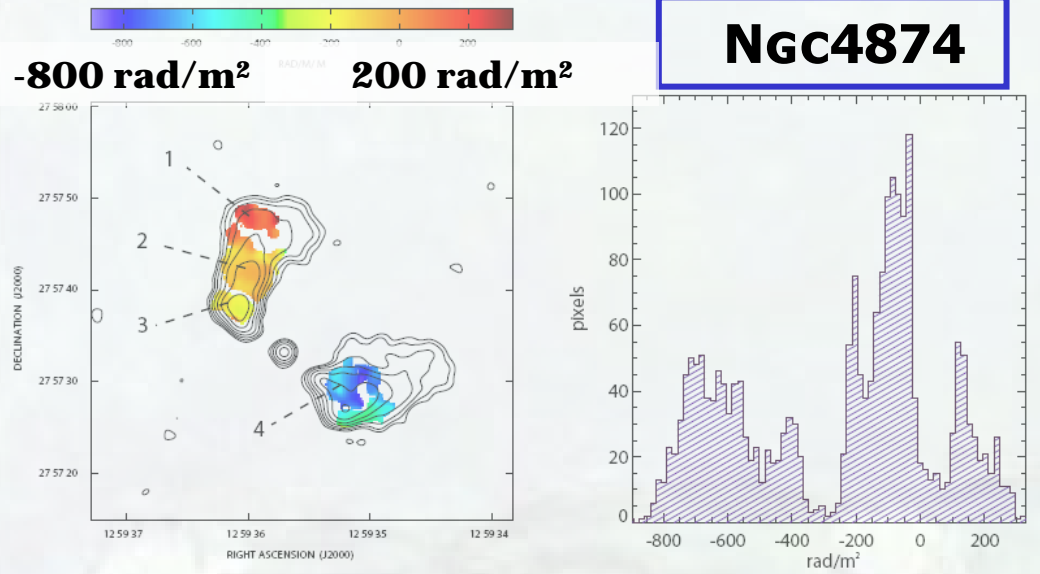 -800 -600 -400 -200 0 200
RAD/M/M
-800 rad/m² 200 rad/m²
NGC4874
27 58 00
27 57 50
27 57 40
27 57 30
27 57 20
DECLINATION (J2000)
1
2
3
4
12 59 37 12 59 36 12 59 35 12 59 34
RIGHT ASCENSION (J2000)
120
100
80
60
40
20
0
pixels
-800 -600 -400 -200 0 200
rad/m²